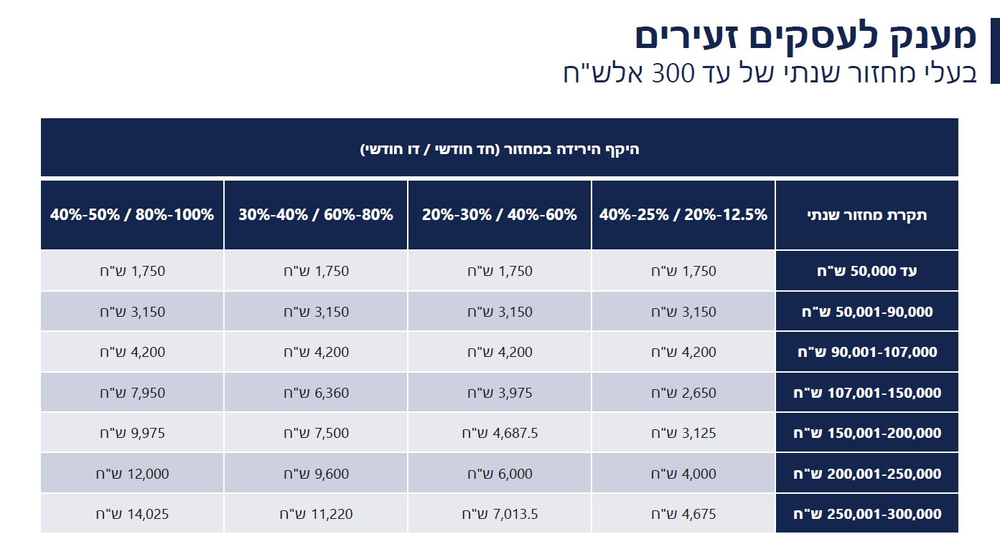 מענק לעסקים זעירים
בעלי מחזור שנתי של עד 300 אלש"ח
היקף הירידה במחזור (חד חודשי / דו חודשי)
תקרת מחזור שנתי 40%-25% / 20%-12.5% 20%-30% / 40%-60% 30%-40% / 60%-80% 40%-50% / 80%-100%
עד 50,000 ש"ח 1,750 ש"ח 1,750 ש"ח 1,750 ש"ח 1,750 ש"ח
50,001-90,000 ש"ח 3,150 ש"ח 3,150 ש"ח 3,150 ש"ח 3,150 ש"ח
90,001-107,000 ש"ח 4,200 ש"ח 4,200 ש"ח 4,200 ש"ח 4,200 ש"ח
107,001-150,000 ש"ח 2,650 ש"ח 3,975 ש"ח 6,360 ש"ח 7,950 ש"ח
150,001-200,000 ש"ח 3,125 ש"ח 4,687.5 ש"ח 7,500 ש"ח 9,975 ש"ח
200,001-250,000 ש"ח 4,000 ש"ח 6,000 ש"ח 9,600 ש"ח 12,000 ש"ח
250,001-300,000 ש"ח 4,675 ש"ח 7,013.5 ש"ח 11,220 ש"ח 14,025 ש"ח